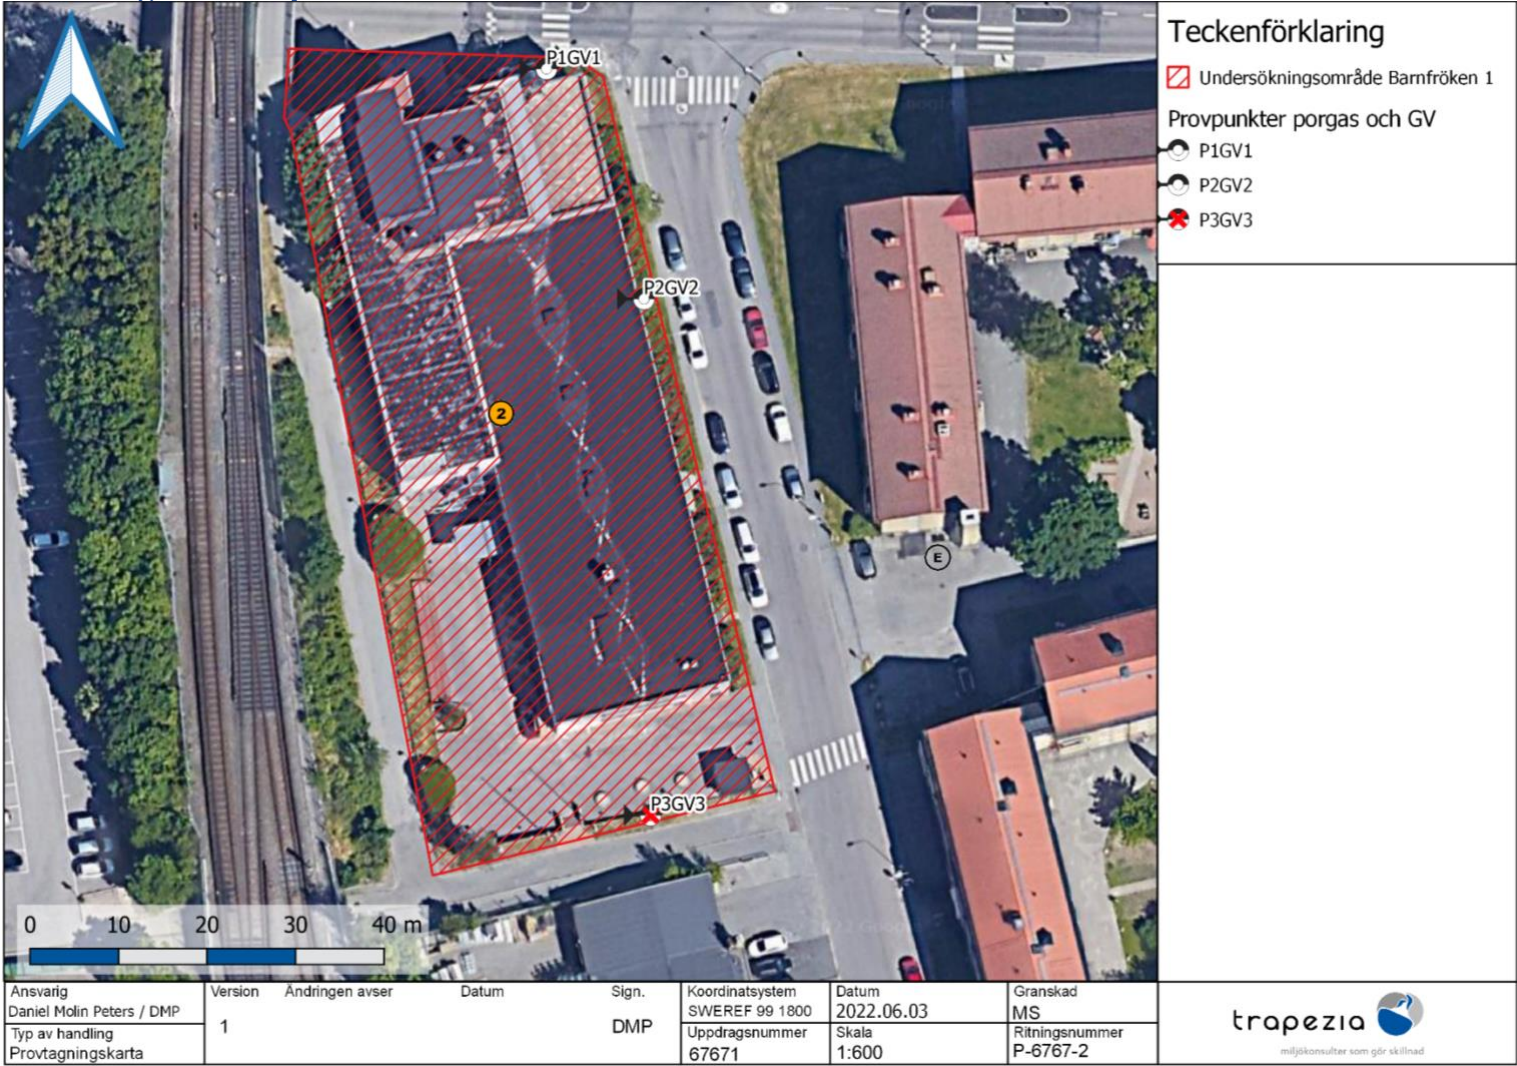 P1GV1
P2GV2
2
E
P3GV3
0 10 20 30 40 m
Teckenförklaring
Undersökningsområde Barnfröken 1
Provpunkter porgas och GV
P1GV1
P2GV2
P3GV3
Ansvarig
Daniel Molin Peters / DMP
Typ av handling
Provtagningskarta
Version Ändringen avser Datum Sign.
1 DMP
Koordinatsystem
SWEREF 99 1800
Uppdragsnummer
67671
Datum
2022.06.03
Skala
1:600
Granskad
MS
Ritningsnummer
P-6767-2
trapezia
miljökonsulter som gör skillnad